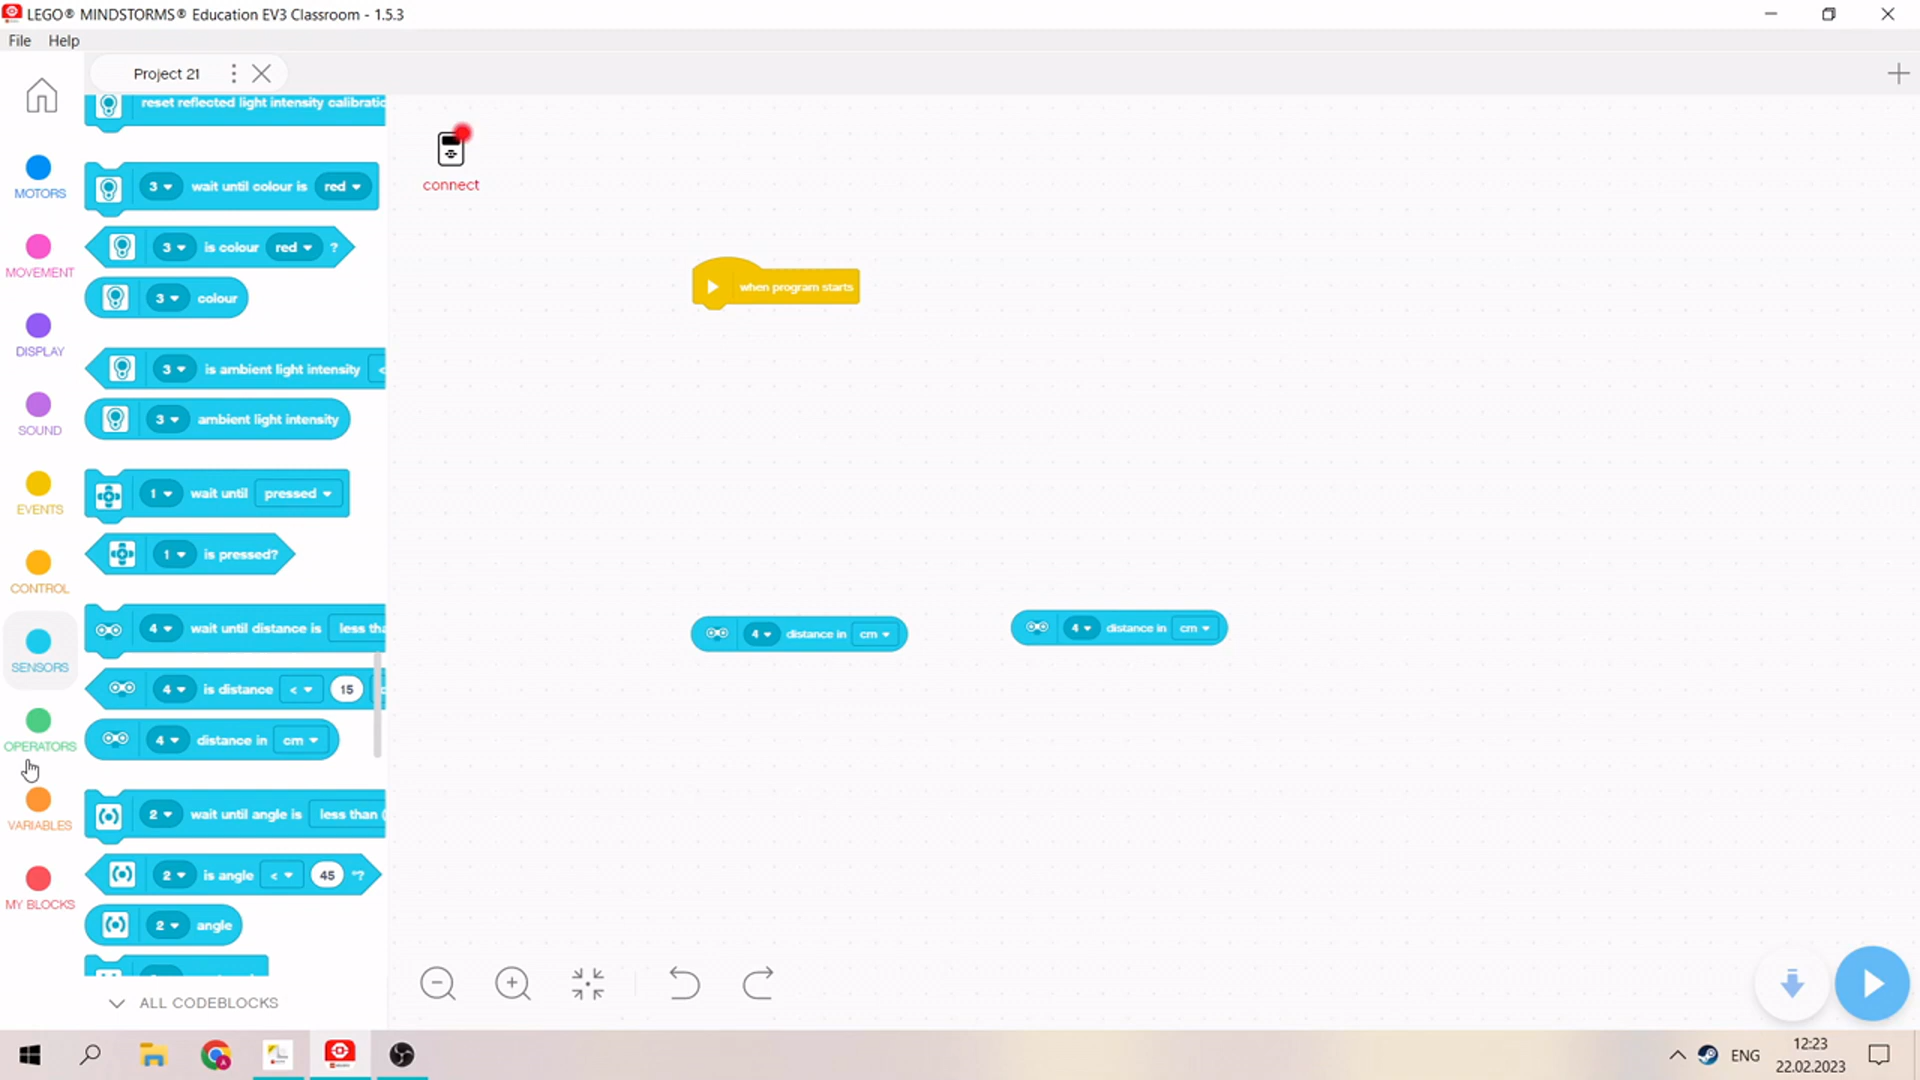 LEGO® MINDSTORMS® Education EV3 Classroom - 1.5.3
File Help
Project 21
reset reflected light intensity calibratic
connect
MOTORS
3 wait until colour is red
3 is colour red ?
MOVEMENT
when program starts
3 colour
DISPLAY
3 is ambient light intensity <
3 ambient light intensity
SOUND
1 wait until pressed
EVENTS
1 is pressed?
CONTROL
4 wait until distance is less tha
4 distance in cm
4 distance in cm
SENSORS
4 is distance < 15
4 distance in cm
OPERATORS
2 wait until angle is less than (
VARIABLES
2 is angle < 45 °?
MY BLOCKS
2 angle
ALL CODEBLOCKS
ENG
12:23
22.02.2023